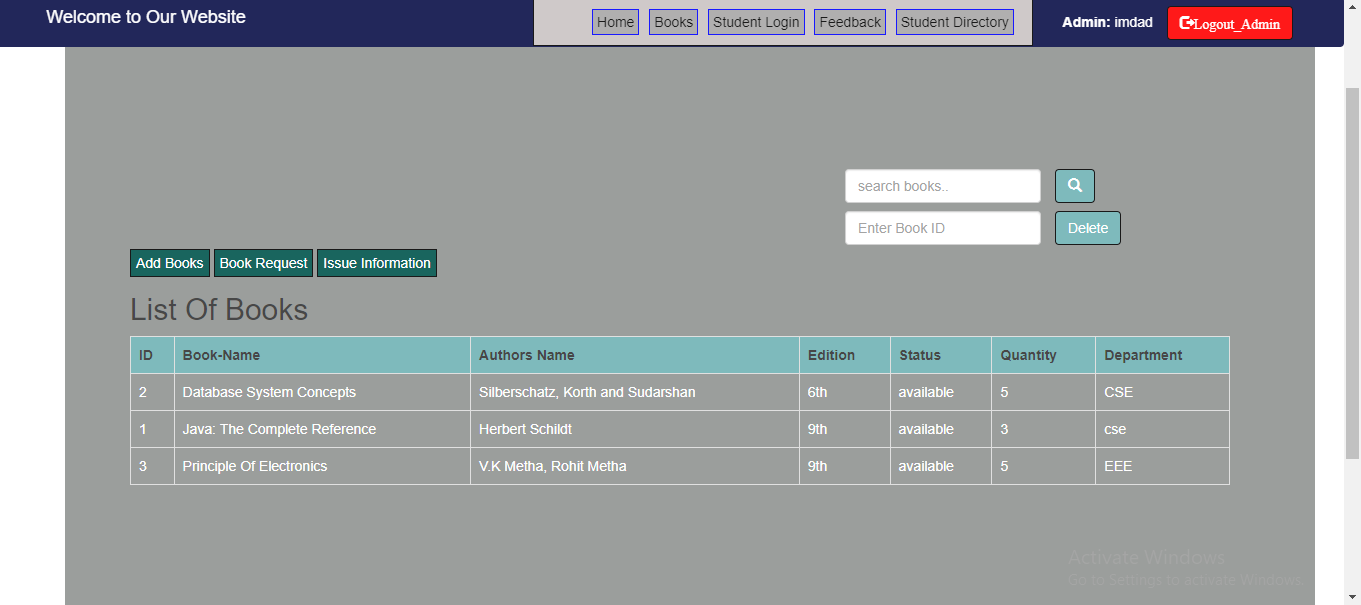 Welcome to Our Website
Home Books Student Login Feedback Student Directory
Admin: imdad
Logout_Admin
search books..
Enter Book ID Delete
Add Books Book Request Issue Information
List Of Books
ID Book-Name Authors Name Edition Status Quantity Department
2 Database System Concepts Silberschatz, Korth and Sudarshan 6th available 5 CSE
1 Java: The Complete Reference Herbert Schildt 9th available 3 cse
3 Principle Of Electronics V.K Metha, Rohit Metha 9th available 5 EEE
Activate Windows
Go to Settings to activate Windows.